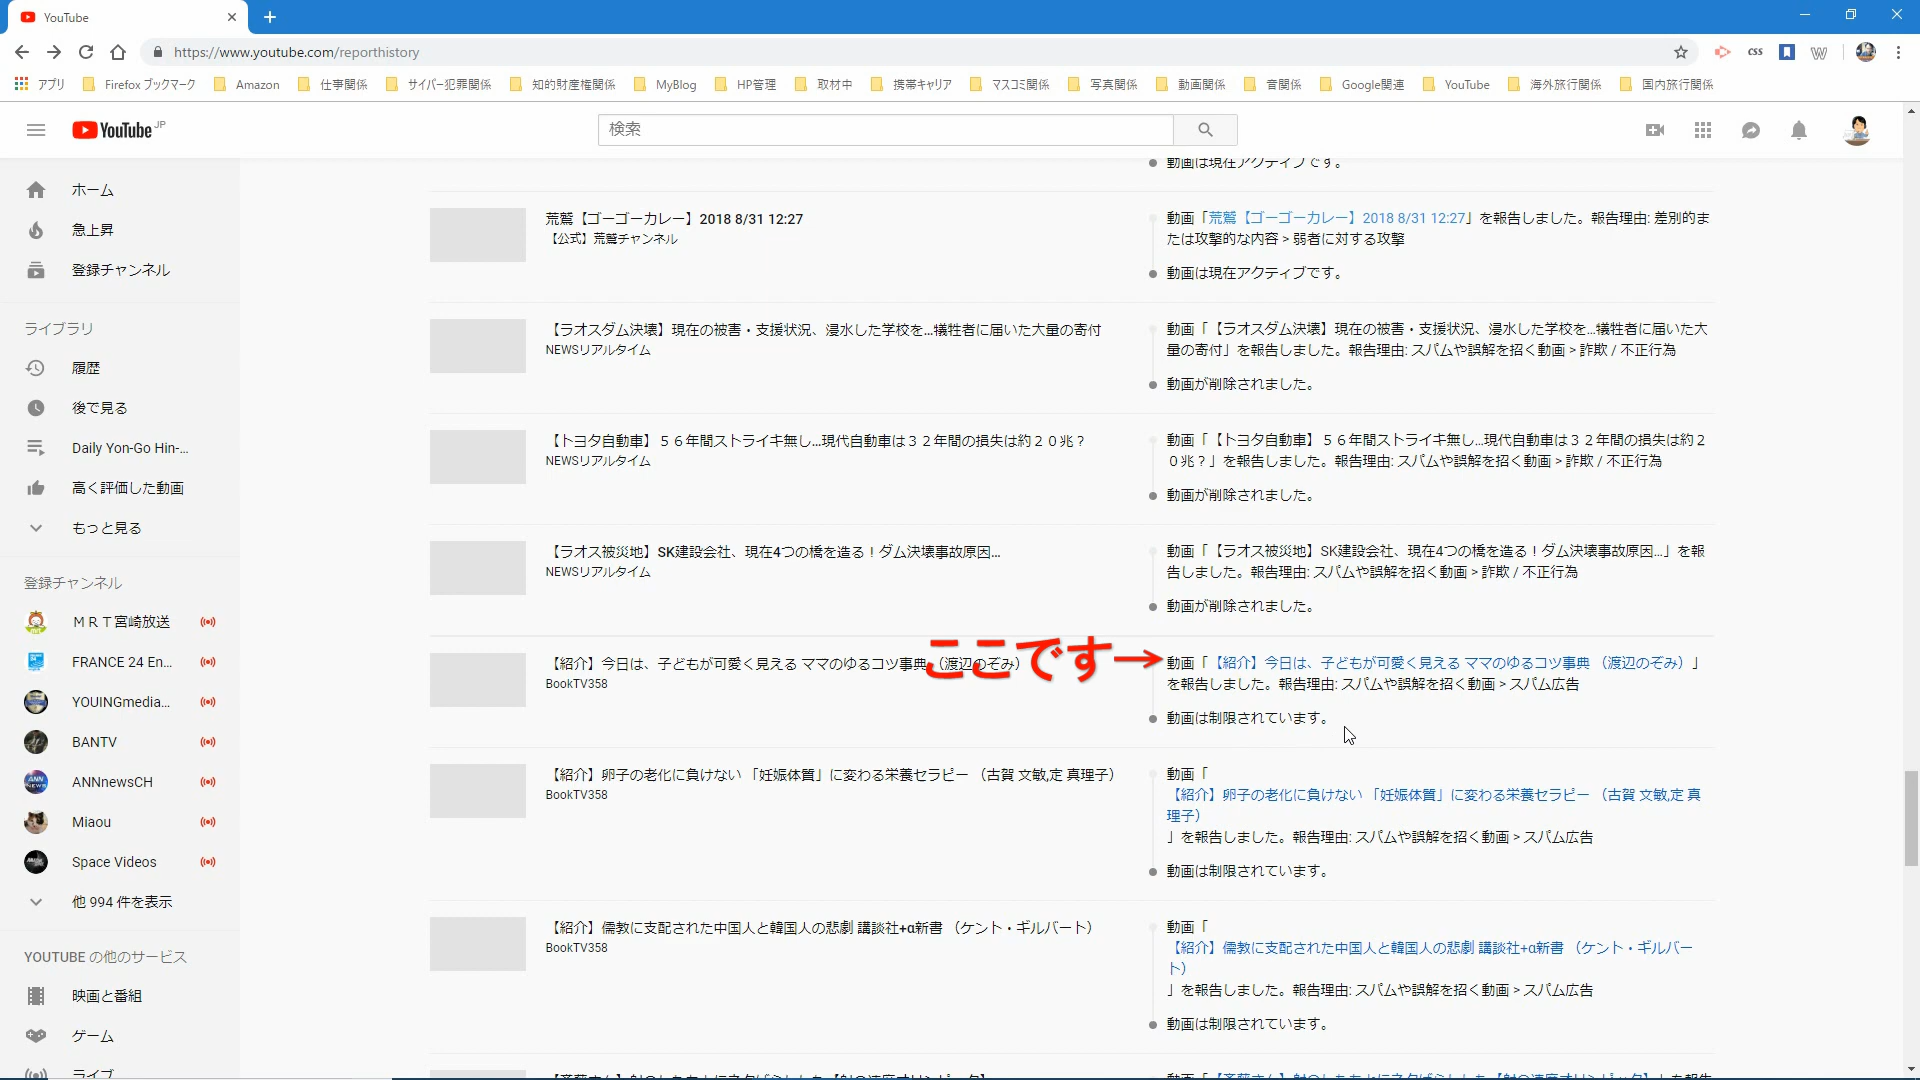 YouTube
https://www.youtube.com/reporthistory
css
アプリ Firefox ブックマーク Amazon 仕事関係 サイバー犯罪関係 知的財産権関係 MyBlog HP管理 取材中 携帯キャリア マスコミ関係 写真関係 動画関係 音関係 Google関連 YouTube 海外旅行関係 国内旅行関係
YouTube JP
検索
ホーム
急上昇
登録チャンネル
ライブラリ
履歴
後で見る
Daily Yon-Go Hin-...
高く評価した動画
もっと見る
登録チャンネル
ＭＲＴ宮崎放送
FRANCE 24 En...
YOUINGmedia...
BANTV
ANNnewsCH
Miaou
Space Videos
他 994 件を表示
YOUTUBE の他のサービス
映画と番組
ゲーム
ライブ
動画は現在アクティブです。
荒鷲【ゴーゴーカレー】2018 8/31 12:27
【公式】荒鷲チャンネル
動画「荒鷲【ゴーゴーカレー】2018 8/31 12:27」を報告しました。報告理由: 差別的ま
たは攻撃的な内容 > 弱者に対する攻撃
動画は現在アクティブです。
【ラオスダム決壊】現在の被害・支援状況、浸水した学校を...犠牲者に届いた大量の寄付
NEWSリアルタイム
動画「【ラオスダム決壊】現在の被害・支援状況、浸水した学校を...犠牲者に届いた大
量の寄付」を報告しました。報告理由: スパムや誤解を招く動画 > 詐欺 / 不正行為
動画が削除されました。
【トヨタ自動車】５６年間ストライキ無し...現代自動車は３２年間の損失は約２０兆？
NEWSリアルタイム
動画「【トヨタ自動車】５６年間ストライキ無し...現代自動車は３２年間の損失は約２
０兆？」を報告しました。報告理由: スパムや誤解を招く動画 > 詐欺 / 不正行為
動画が削除されました。
【ラオス被災地】SK建設会社、現在4つの橋を造る！ダム決壊事故原因...
NEWSリアルタイム
動画「【ラオス被災地】SK建設会社、現在4つの橋を造る！ダム決壊事故原因...」を報
告しました。報告理由: スパムや誤解を招く動画 > 詐欺 / 不正行為
動画が削除されました。
【紹介】今日は、子どもが可愛く見える ママのゆるコツ事典 （渡辺のぞみ）
BookTV358
ここです→
動画「【紹介】今日は、子どもが可愛く見える ママのゆるコツ事典 （渡辺のぞみ）」
を報告しました。報告理由: スパムや誤解を招く動画 > スパム広告
動画は制限されています。
【紹介】卵子の老化に負けない 「妊娠体質」に変わる栄養セラピー （古賀 文敏,定 真理子）
BookTV358
動画「
【紹介】卵子の老化に負けない 「妊娠体質」に変わる栄養セラピー （古賀 文敏,定 真
理子）
」を報告しました。報告理由: スパムや誤解を招く動画 > スパム広告
動画は制限されています。
【紹介】儒教に支配された中国人と韓国人の悲劇 講談社+α新書 （ケント・ギルバート）
BookTV358
動画「
【紹介】儒教に支配された中国人と韓国人の悲劇 講談社+α新書 （ケント・ギルバー
ト）
」を報告しました。報告理由: スパムや誤解を招く動画 > スパム広告
動画は制限されています。